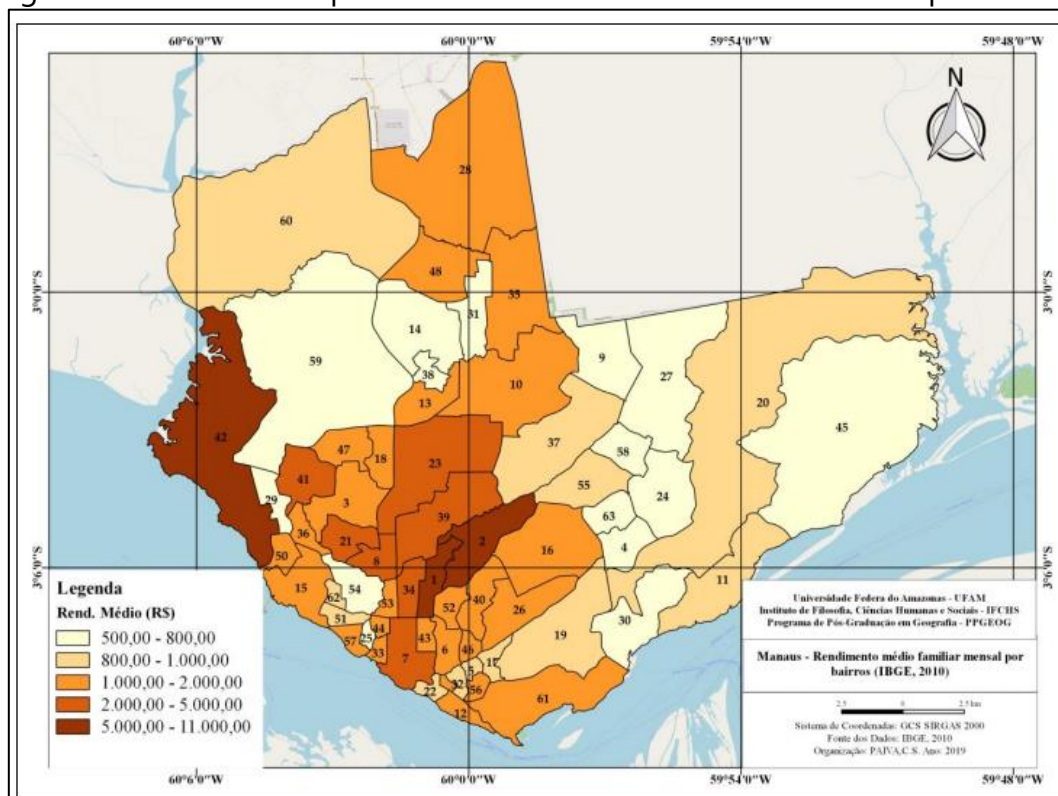 60°6'0"W 60°0'0"W 59°54'0"W 59°48'0"W
N
28
60
48
3°0'0"S 35 3°0'0"S
31
14
9
59
38
27
10
13
20
42
37
45
47
18
23
58
41
55
24
29
3
39
63
36
2
21
16
4
50
8
3°6'0"S 11 3°6'0"S
15
54
1
34
62
53
52
40
26
30
51
44
19
57
25
43
33
6
46
7
17
5
22
32
56
61
12
Legenda
Rend. Médio (R$)
500,00 - 800,00
800,00 - 1.000,00
1.000,00 - 2.000,00
2.000,00 - 5.000,00
5.000,00 - 11.000,00
Universidade Federa do Amazonas - UFAM
Instituto de Filosofia, Ciências Humanas e Sociais - IFCHS
Programa de Pós-Graduação em Geografia - PPGEOG
Manaus - Rendimento médio familiar mensal por
bairros (IBGE, 2010)
2.5 0 2.5 km
Sistema de Coordenadas: GCS SIRGAS 2000
Fonte dos Dados: IBGE, 2010
Organização: PAIVA,C.S. Ano: 2019
60°6'0"W 60°0'0"W 59°54'0"W 59°48'0"W